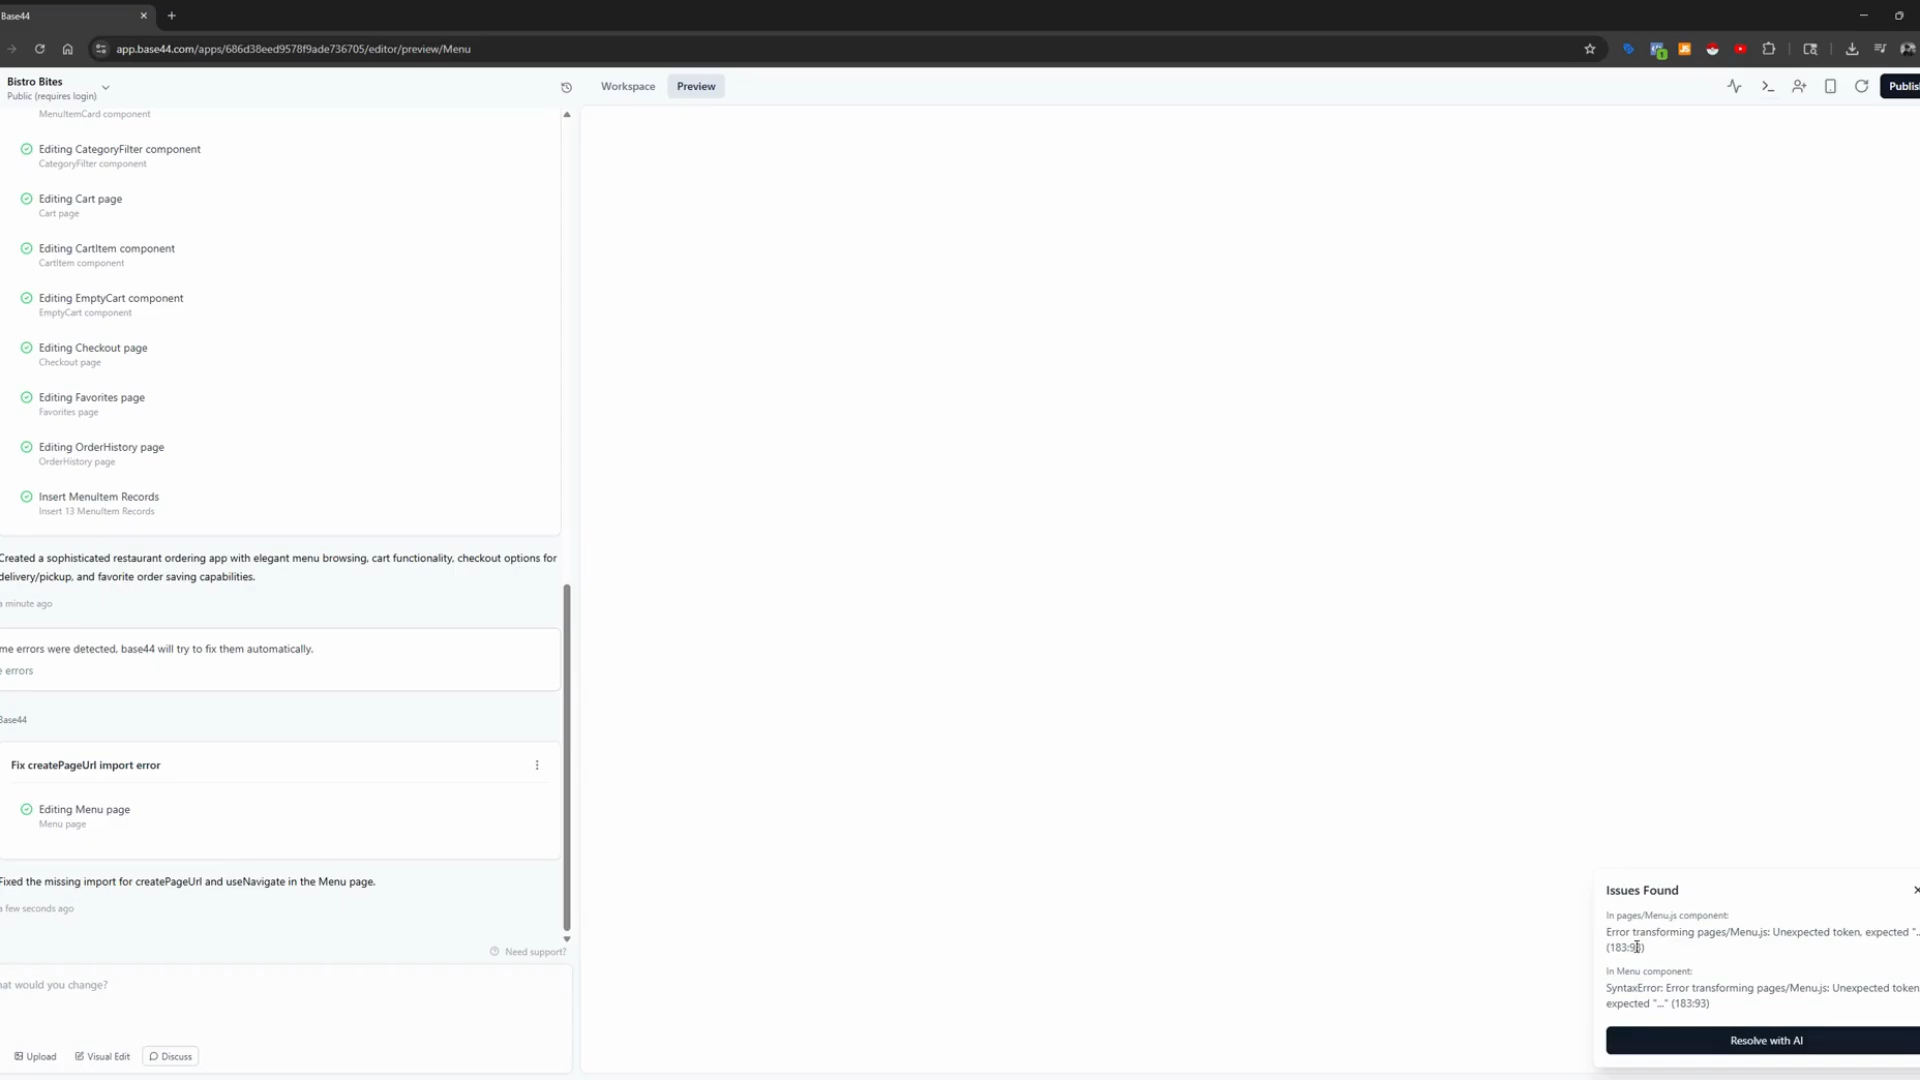 Base44
app.base44.com/apps/686d38eed9578f9ade736705/editor/preview/Menu
Bistro Bites
Public (requires login)
Workspace
Preview
Publish
MenuItemCard component
Editing CategoryFilter component
CategoryFilter component
Editing Cart page
Cart page
Editing CartItem component
CartItem component
Editing EmptyCart component
EmptyCart component
Editing Checkout page
Checkout page
Editing Favorites page
Favorites page
Editing OrderHistory page
OrderHistory page
Insert MenuItem Records
Insert 13 MenuItem Records
Created a sophisticated restaurant ordering app with elegant menu browsing, cart functionality, checkout options for
delivery/pickup, and favorite order saving capabilities.
a minute ago
me errors were detected, base44 will try to fix them automatically.
e errors
Base44
Fix createPageUrl import error
Editing Menu page
Menu page
Fixed the missing import for createPageUrl and useNavigate in the Menu page.
a few seconds ago
Need support?
hat would you change?
Upload
Visual Edit
Discuss
Issues Found
In pages/Menu.js component:
Error transforming pages/Menu.js: Unexpected token, expected "..
(183:93)
In Menu component:
SyntaxError: Error transforming pages/Menu.js: Unexpected token
expected "..." (183:93)
Resolve with AI